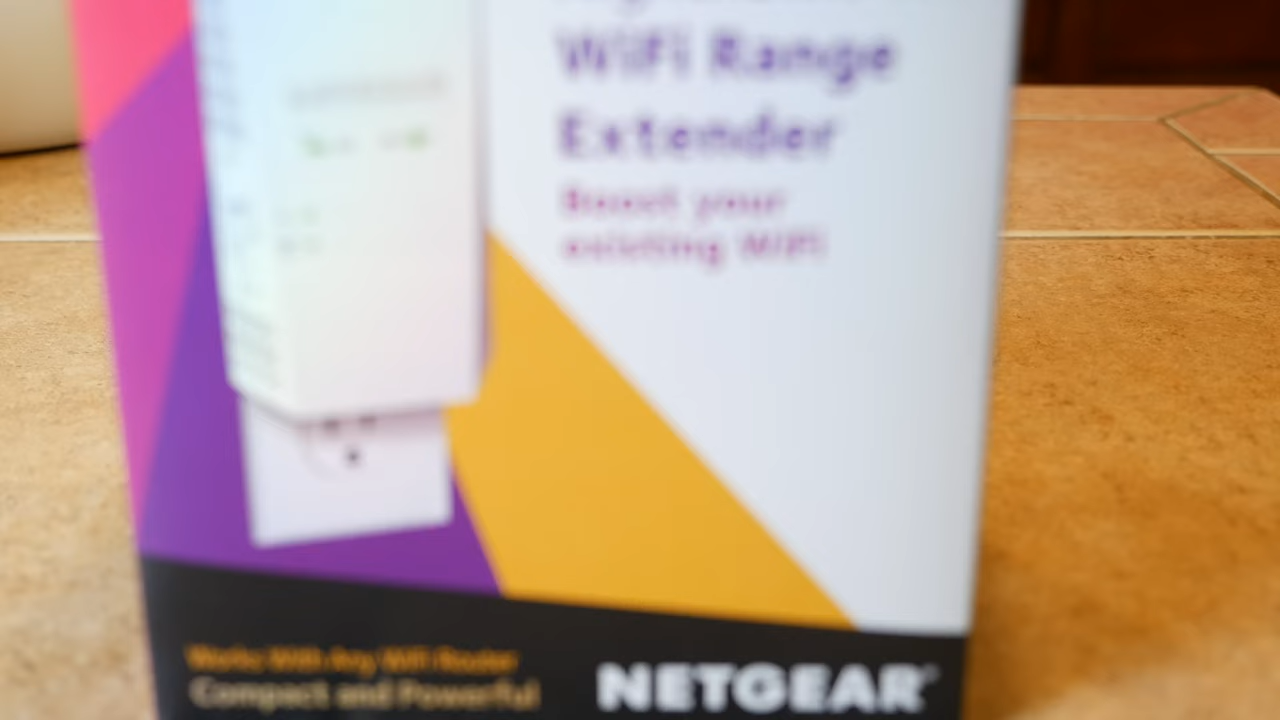 WiFi Range
Extender
Boost your
existing WiFi
Works With Any WiFi Router
Compact and Powerful
NETGEAR